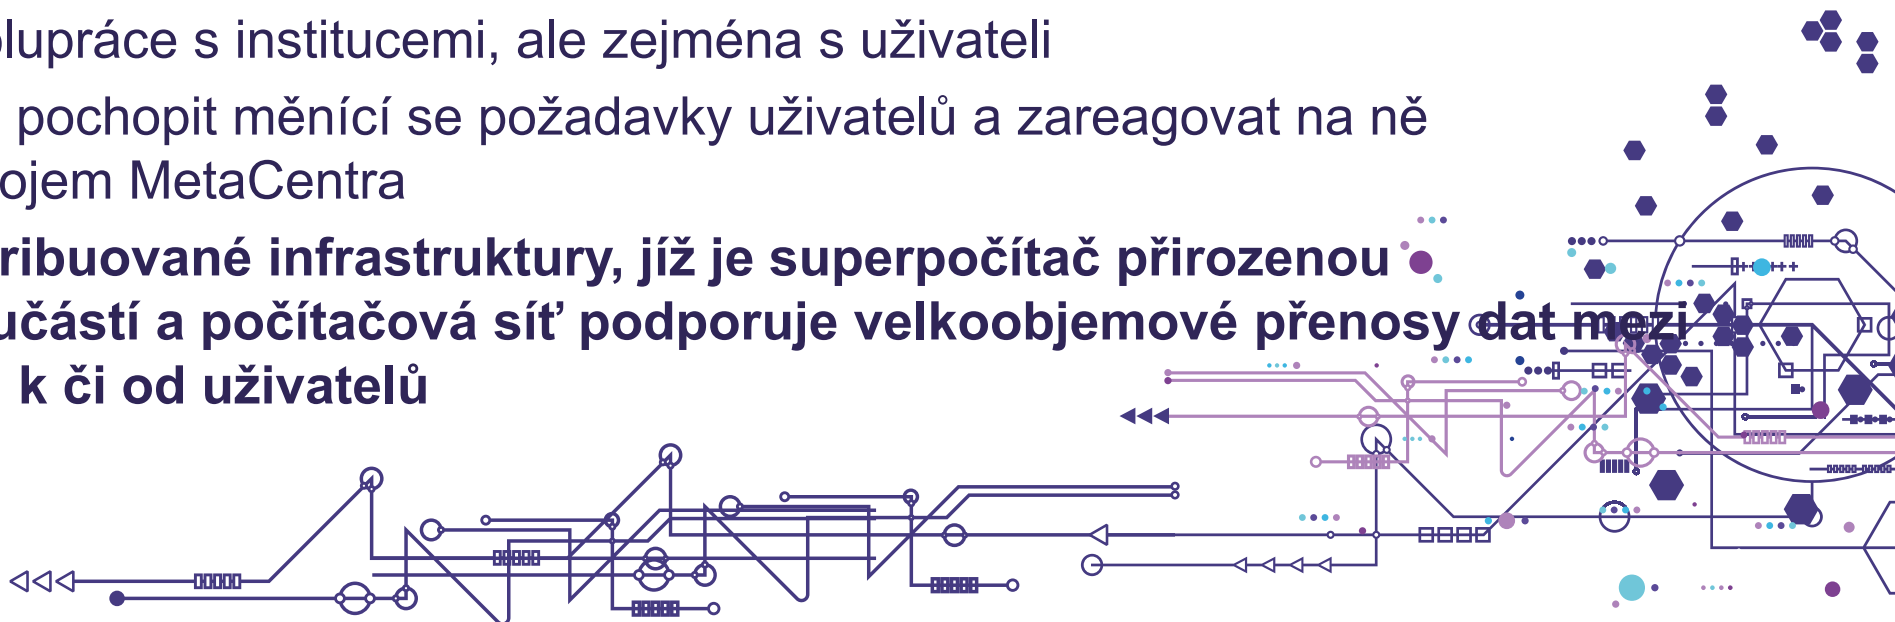 olupráce s institucemi, ale zejména s uživateli
pochopit měnící se požadavky uživatelů a zareagovat na ně
ojem MetaCentra
ribuované infrastruktury, jíž je superpočítač přirozenou
učástí a počítačová síť podporuje velkoobjemové přenosy dat mezi
k či od uživatelů